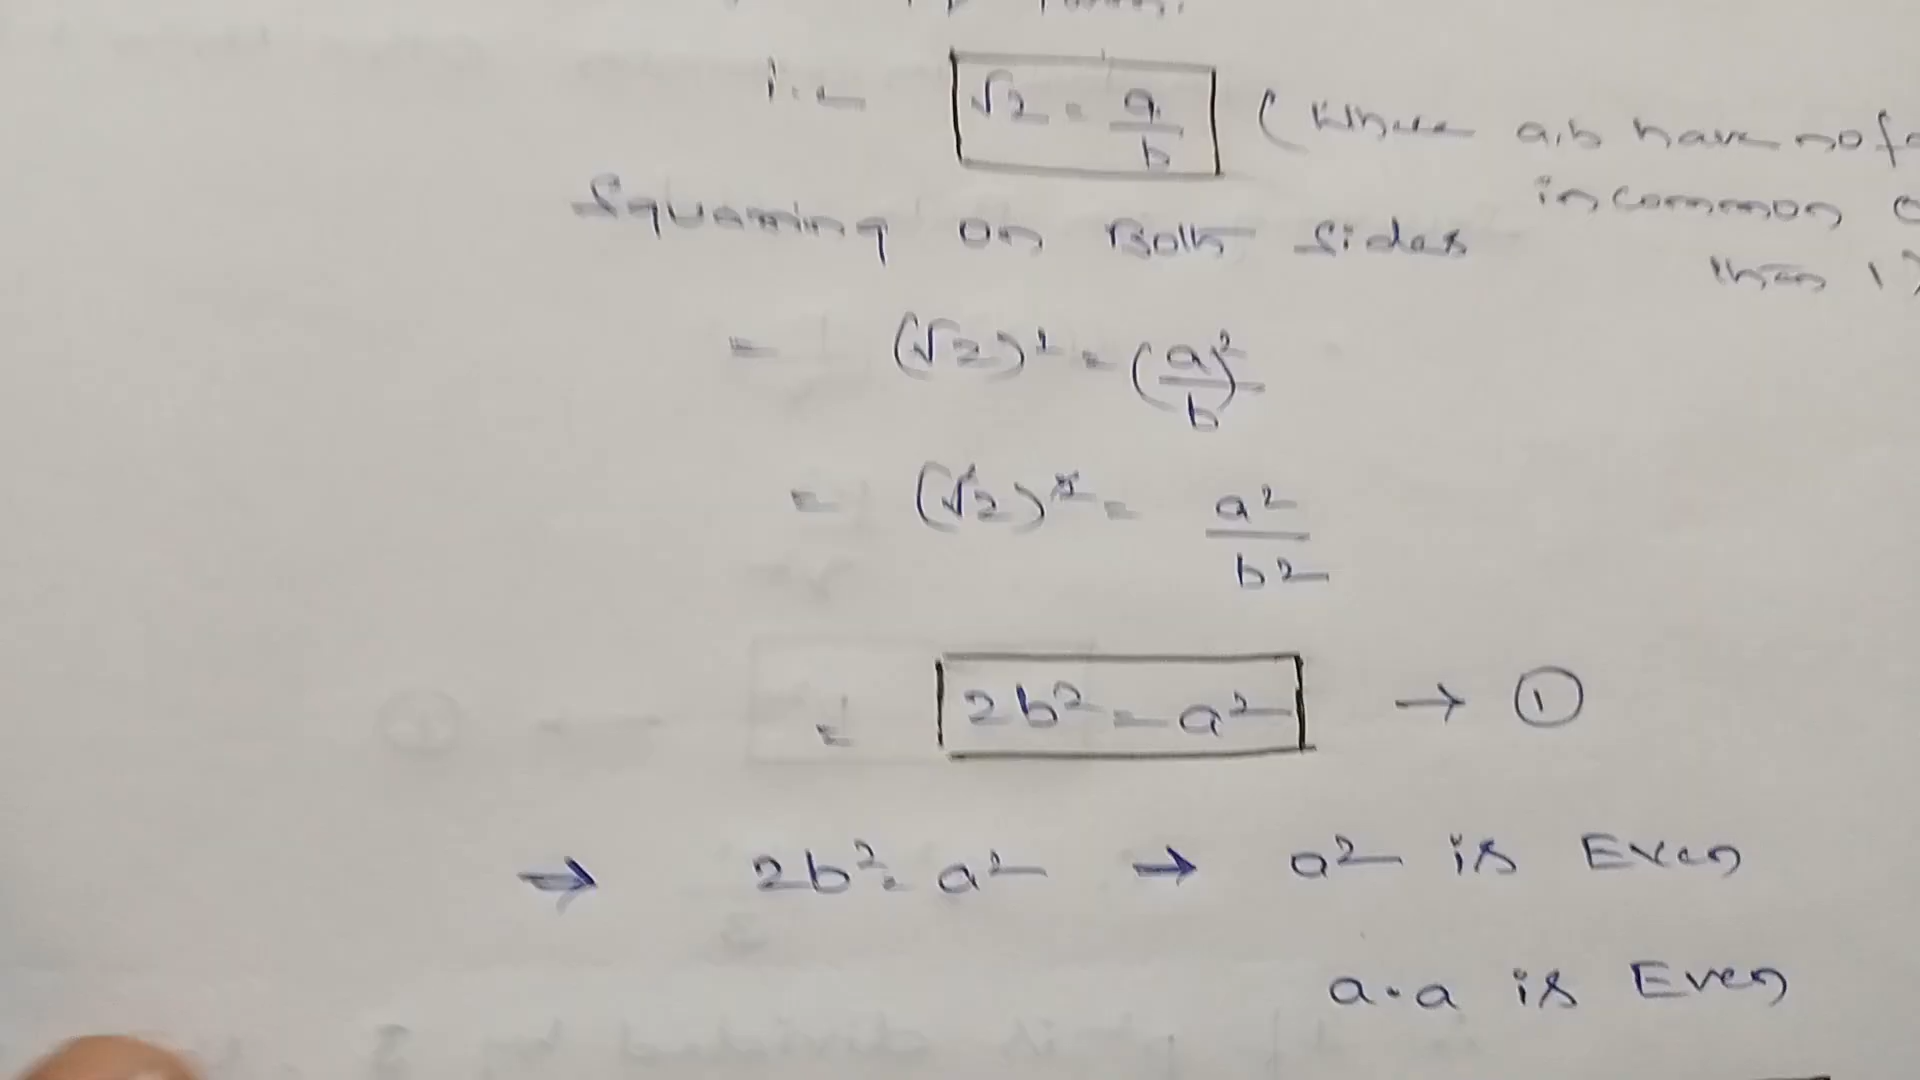 i.e √2 = a/b (where a,b have no
in common
than 1)
Squaring on Both Sides
= (√2)² = (a/b)²
= (√2)² = a²/b²
= 2b² = a² → ①
⇒ 2b² = a² → a² is Even
a.a is Even